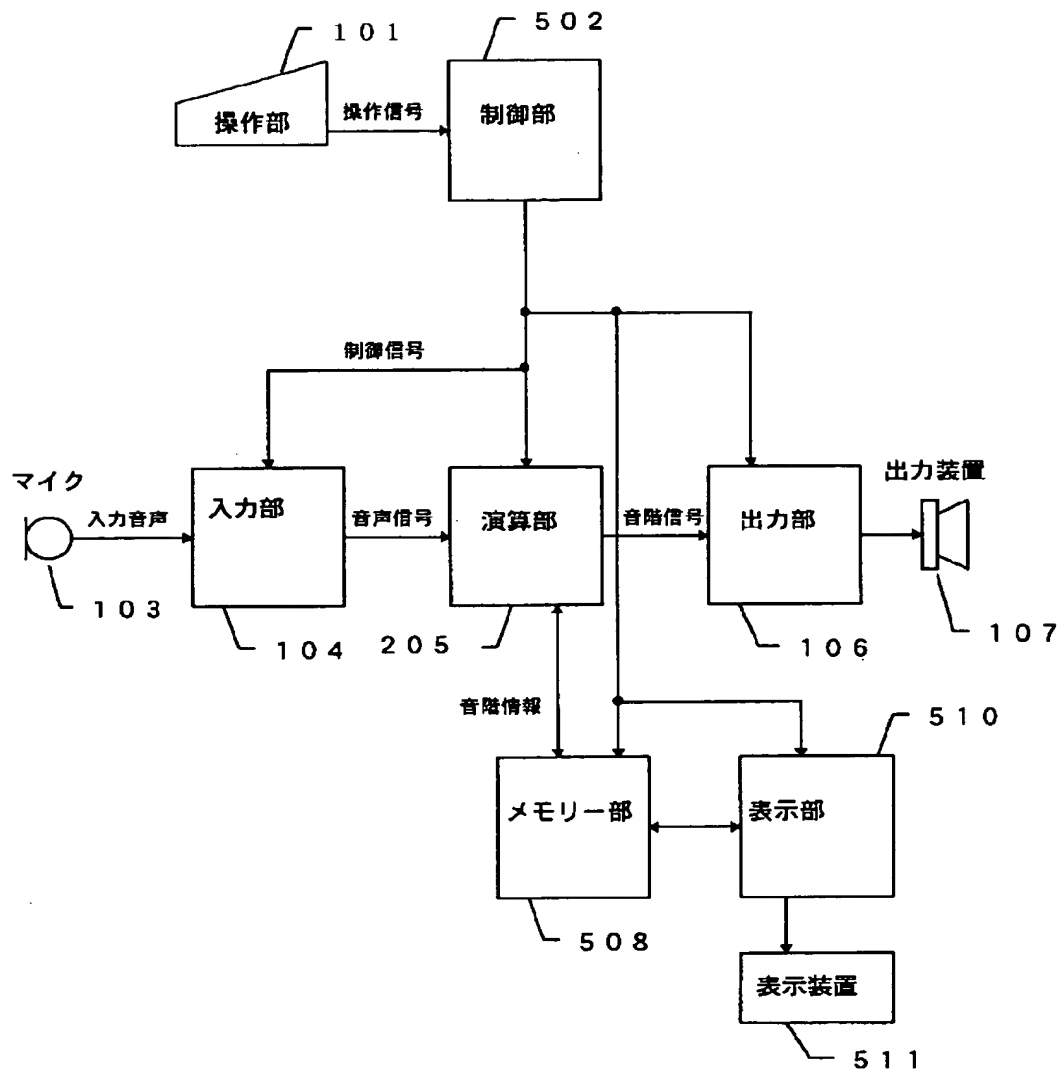 １０１
５０２
操作部
操作信号
制御部
制御信号
マイク
入力音声
入力部
音声信号
演算部
音階信号
出力部
出力装置
１０３
１０４
２０５
１０６
１０７
音階情報
５１０
メモリー部
表示部
５０８
表示装置
５１１